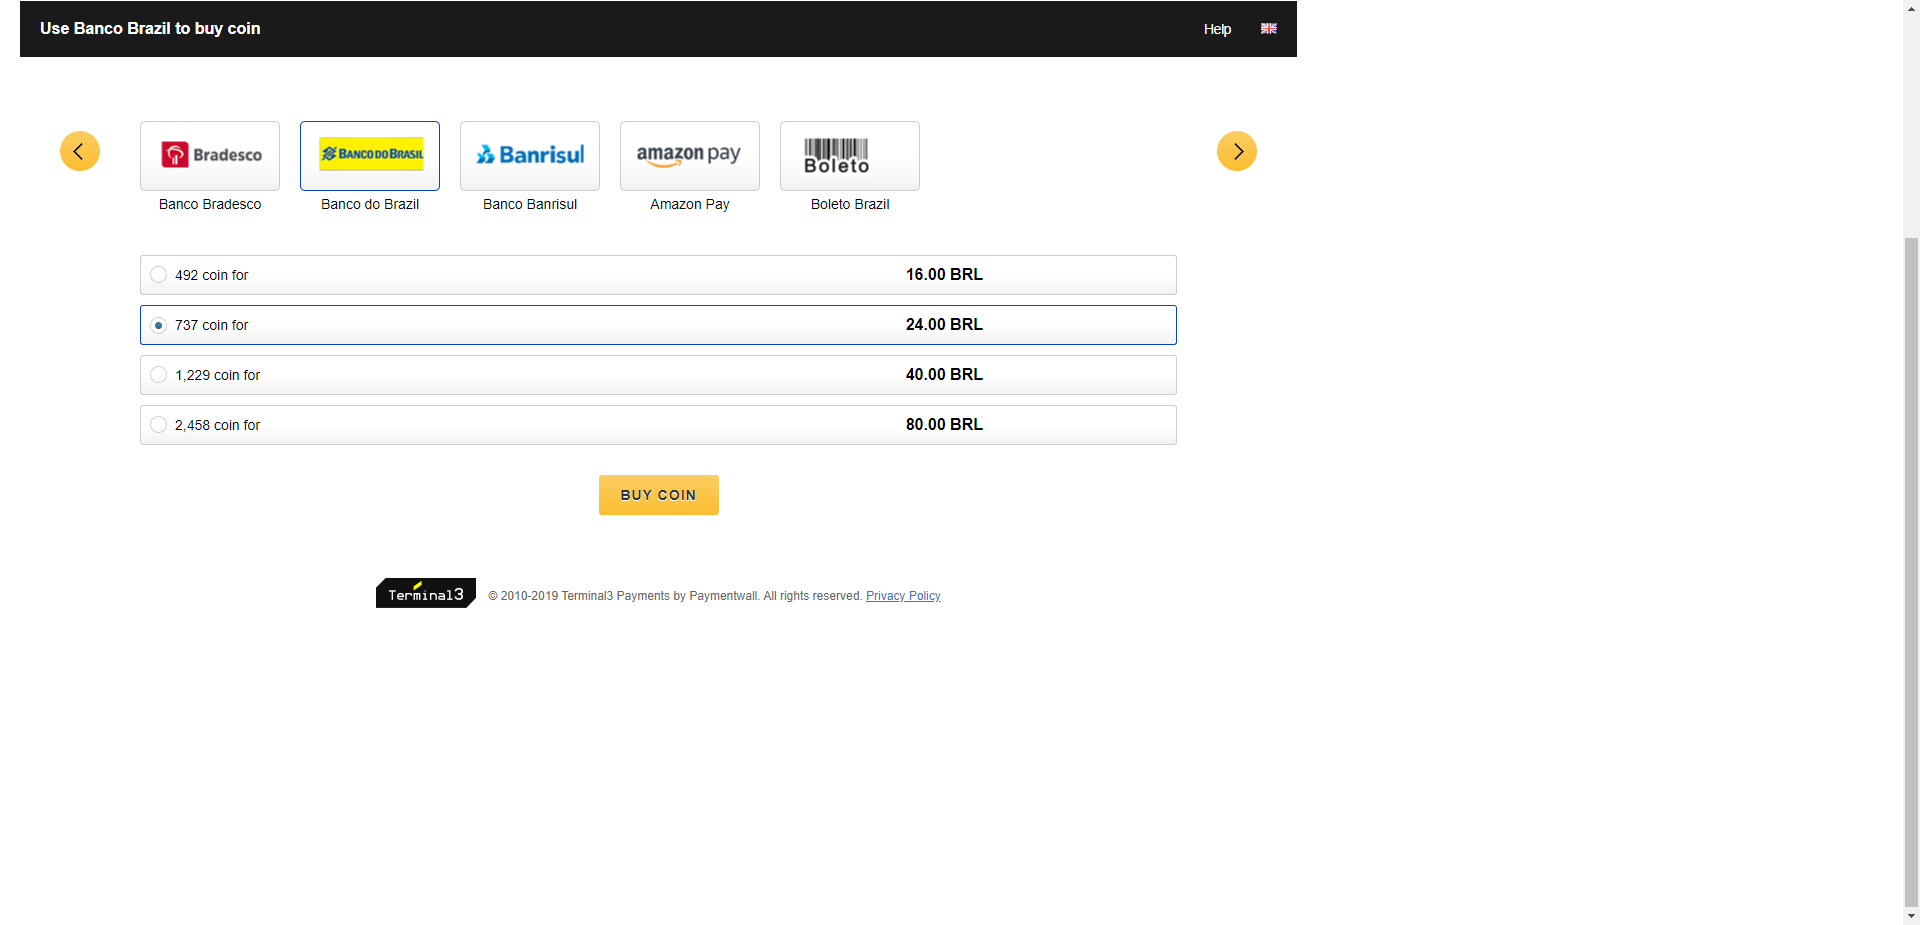 Use Banco Brazil to buy coin
Help
Bradesco
BANCO DO BRASIL
Banrisul
amazon pay
Boleto
Banco Bradesco
Banco do Brazil
Banco Banrisul
Amazon Pay
Boleto Brazil
492 coin for 16.00 BRL
737 coin for 24.00 BRL
1,229 coin for 40.00 BRL
2,458 coin for 80.00 BRL
BUY COIN
Terminal3 © 2010-2019 Terminal3 Payments by Paymentwall. All rights reserved. Privacy Policy